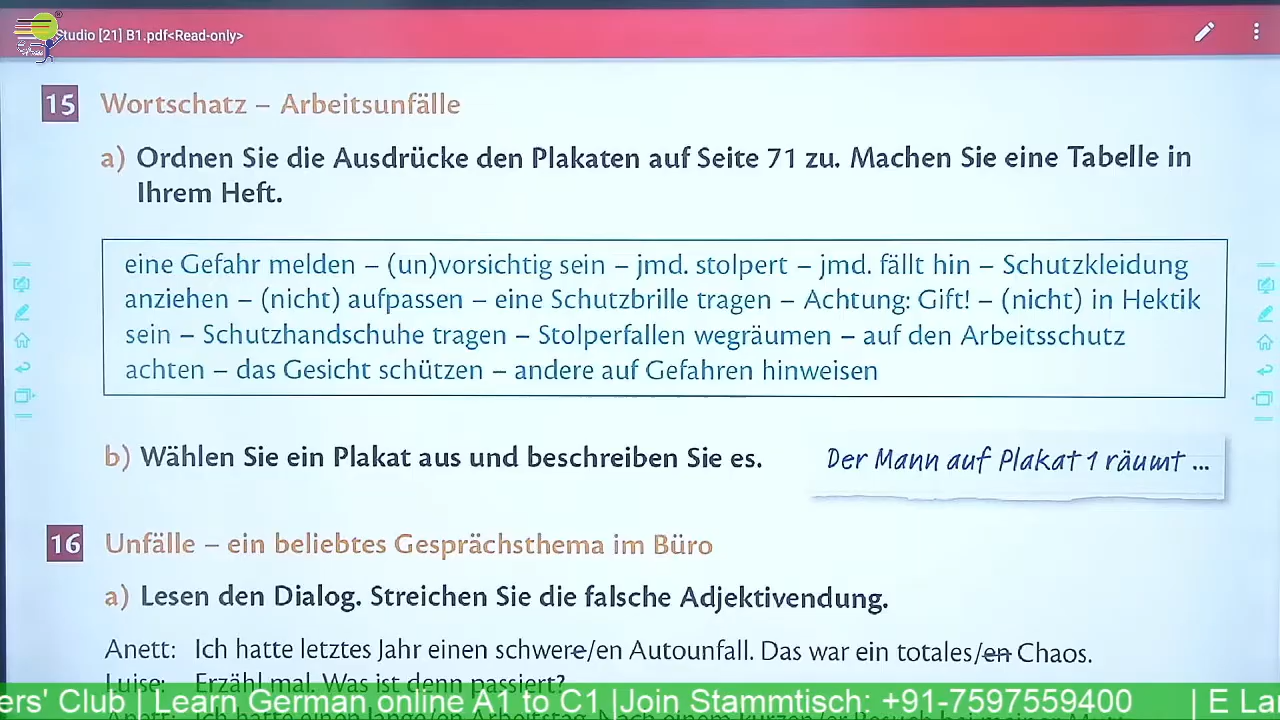 Studio [21] B1.pdf<Read-only>
15 Wortschatz – Arbeitsunfälle
a) Ordnen Sie die Ausdrücke den Plakaten auf Seite 71 zu. Machen Sie eine Tabelle in
Ihrem Heft.
eine Gefahr melden – (un)vorsichtig sein – jmd. stolpert – jmd. fällt hin – Schutzkleidung
anziehen – (nicht) aufpassen – eine Schutzbrille tragen – Achtung: Gift! – (nicht) in Hektik
sein – Schutzhandschuhe tragen – Stolperfallen wegräumen – auf den Arbeitsschutz
achten – das Gesicht schützen – andere auf Gefahren hinweisen
b) Wählen Sie ein Plakat aus und beschreiben Sie es.
Der Mann auf Plakat 1 räumt ...
16 Unfälle – ein beliebtes Gesprächsthema im Büro
a) Lesen den Dialog. Streichen Sie die falsche Adjektivendung.
Anett: Ich hatte letztes Jahr einen schwere/en Autounfall. Das war ein totales/en Chaos.
Luise: Erzähl mal. Was ist denn passiert?
ers' Club | Learn German online A1 to C1 |Join Stammtisch: +91-7597559400 | E La